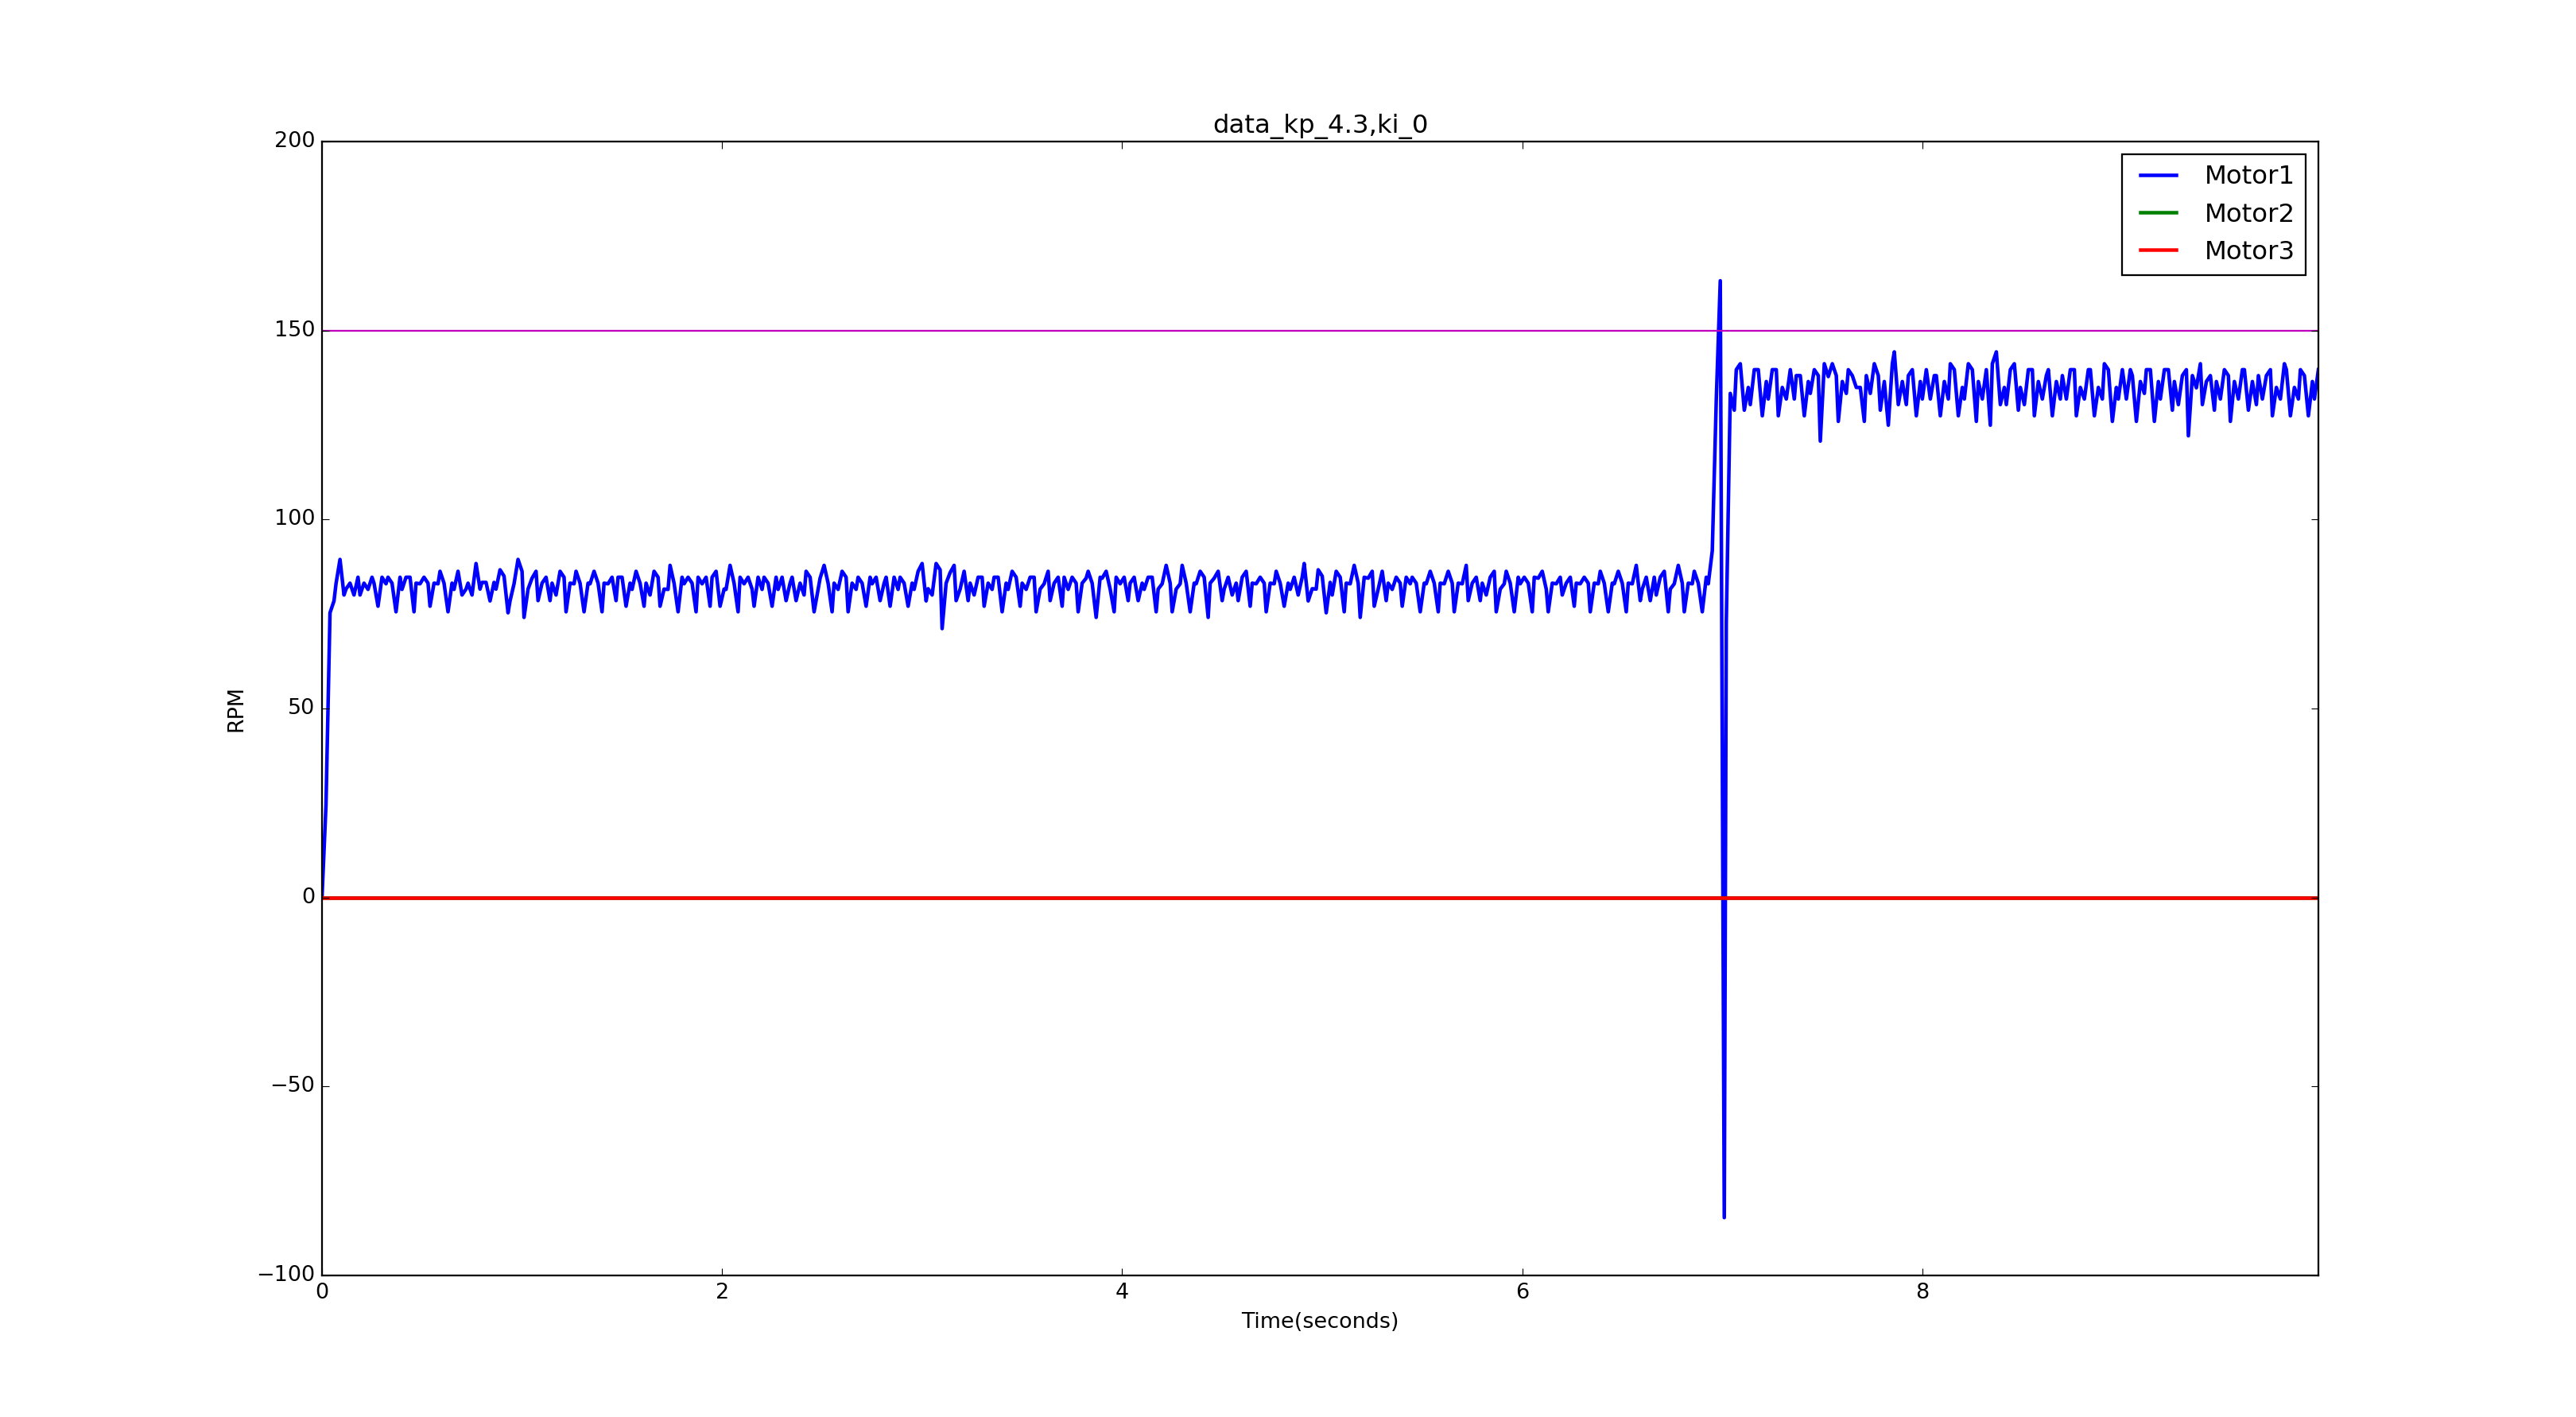 data_kp_4.3,ki_0
200
150
100
50
0
−50
−100
RPM
Motor1
Motor2
Motor3
0 2 4 6 8
Time(seconds)